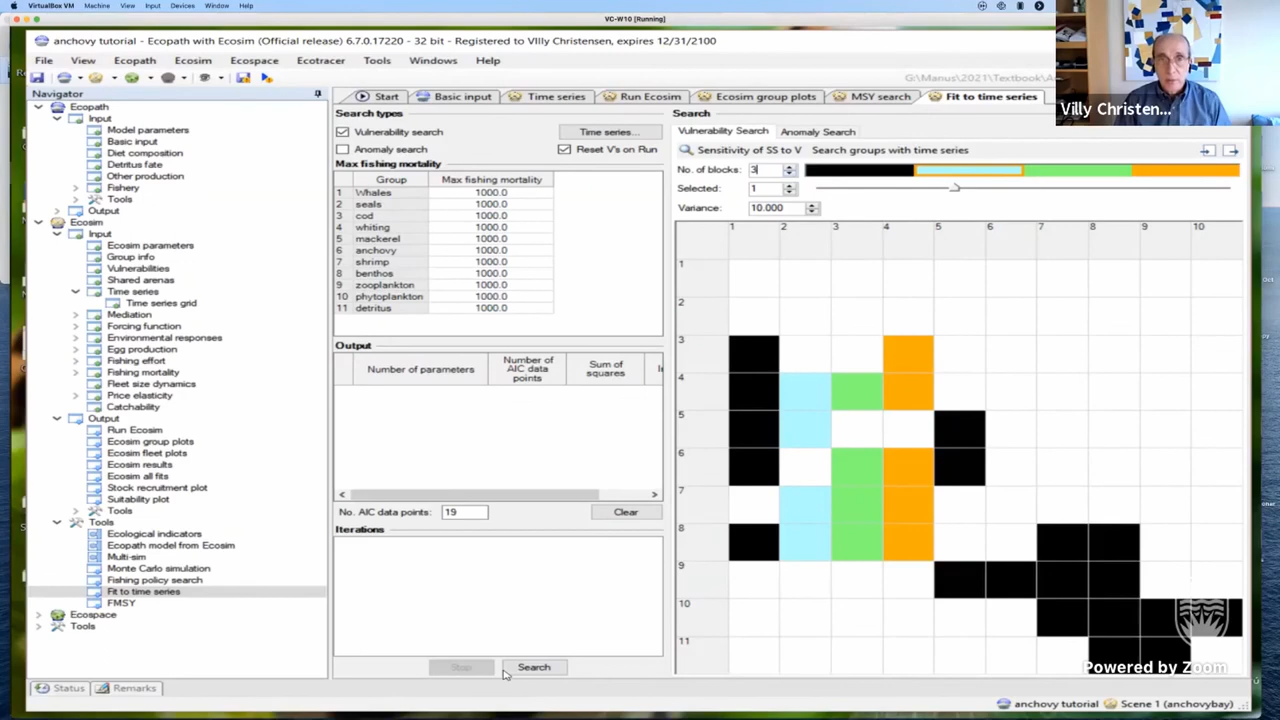 VirtualBox VM Machine View Input Devices Window Help
VC-W10 [Running]
anchovy tutorial - Ecopath with Ecosim (Official release) 6.7.0.17220 - 32 bit - Registered to VIlly Christensen, expires 12/31/2100
File View Ecopath Ecosim Ecospace Ecotracer Tools Windows Help
G:\Manus\2021\Textbook\A
Villy Christen...
Navigator
Ecopath
Input
Model parameters
Basic input
Diet composition
Detritus fate
Other production
Fishery
Tools
Output
Ecosim
Input
Ecosim parameters
Group info
Vulnerabilities
Shared arenas
Time series
Time series grid
Mediation
Forcing function
Environmental responses
Egg production
Fishing effort
Fishing mortality
Fleet size dynamics
Price elasticity
Catchability
Output
Run Ecosim
Ecosim group plots
Ecosim fleet plots
Ecosim results
Ecosim all fits
Stock recruitment plot
Suitability plot
Tools
Tools
Ecological indicators
Ecopath model from Ecosim
Multi-sim
Monte Carlo simulation
Fishing policy search
Fit to time series
FMSY
Ecospace
Tools
Start Basic input Time series Run Ecosim Ecosim group plots MSY search Fit to time series
Search types
Vulnerability search Time series...
Anomaly search Reset V's on Run
Max fishing mortality
Group Max fishing mortality
1 Whales 1000.0
2 seals 1000.0
3 cod 1000.0
4 whiting 1000.0
5 mackerel 1000.0
6 anchovy 1000.0
7 shrimp 1000.0
8 benthos 1000.0
9 zooplankton 1000.0
10 phytoplankton 1000.0
11 detritus 1000.0
Output
Number of parameters Number of AIC data points Sum of squares
No. AIC data points: 19 Clear
Iterations
Stop Search
Search
Vulnerability Search Anomaly Search
Sensitivity of SS to V Search groups with time series
No. of blocks: 3
Selected: 1
Variance: 10.000
1 2 3 4 5 6 7 8 9 10
1
2
3
4
5
6
7
8
9
10
11
Powered by Zoom
Status Remarks
anchovy tutorial Scene 1 (anchovybay)